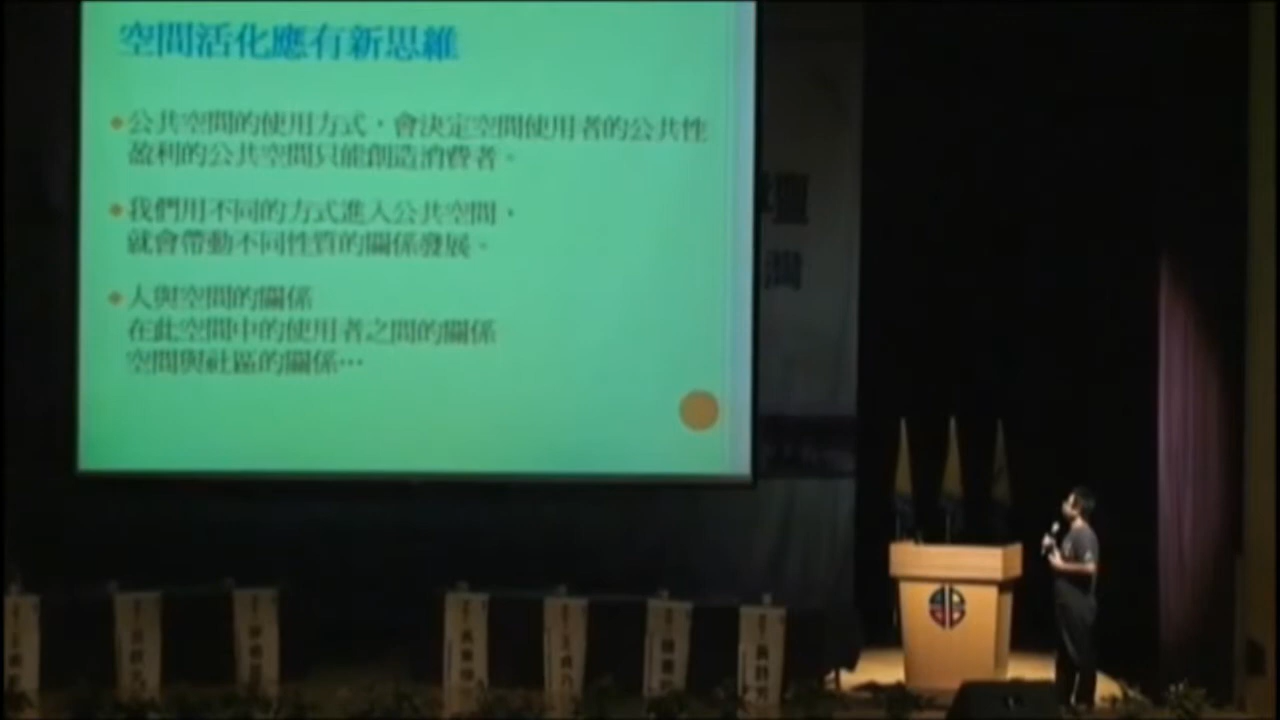 空間活化應有新思維
公共空間的使用方式，會決定空間使用者的公共性
盈利的公共空間只能創造消費者。
我們用不同的方式進入公共空間，
就會帶動不同性質的關係發展。
人與空間的關係
在此空間中的使用者之間的關係
空間與社區的關係…
灣